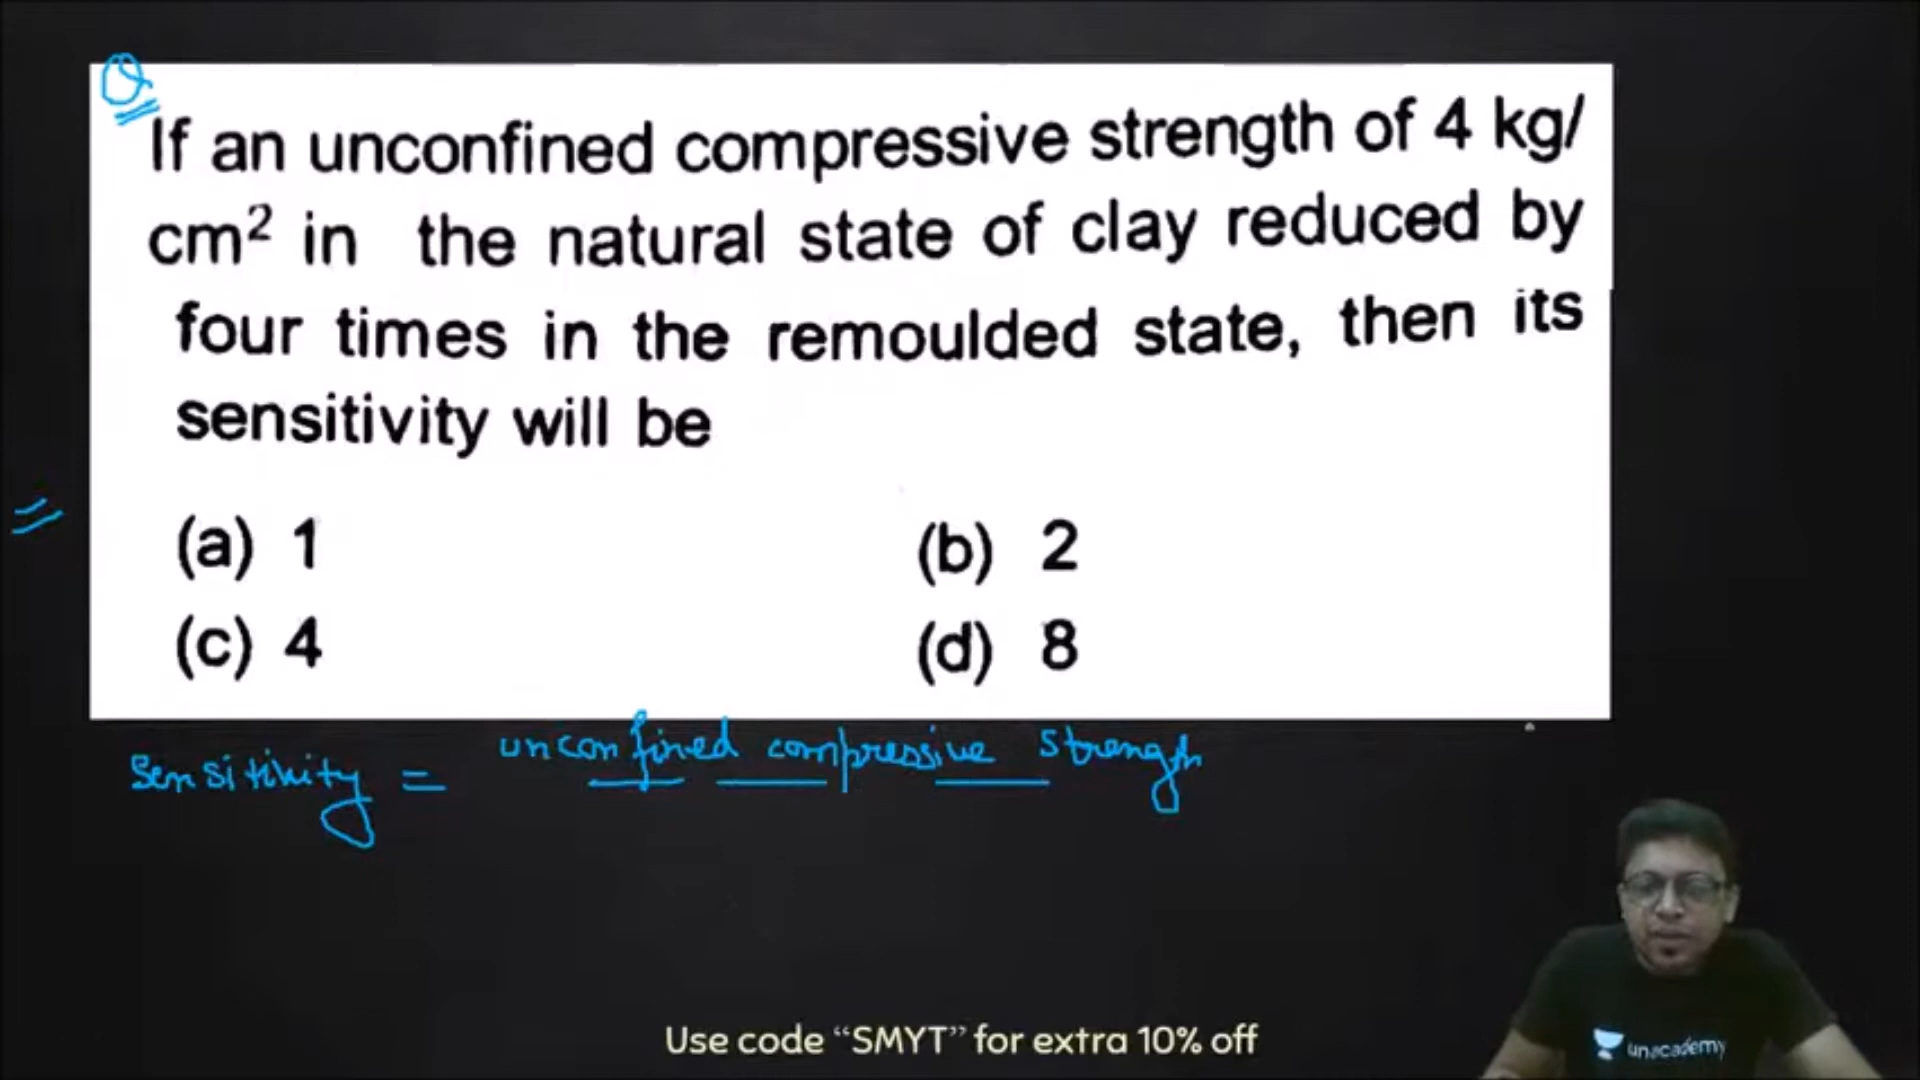 Q
If an unconfined compressive strength of 4 kg/
cm² in the natural state of clay reduced by
four times in the remoulded state, then its
sensitivity will be
(a) 1 (b) 2
(c) 4 (d) 8
Sensitivity = unconfined compressive strength
Use code “SMYT” for extra 10% off
unacademy